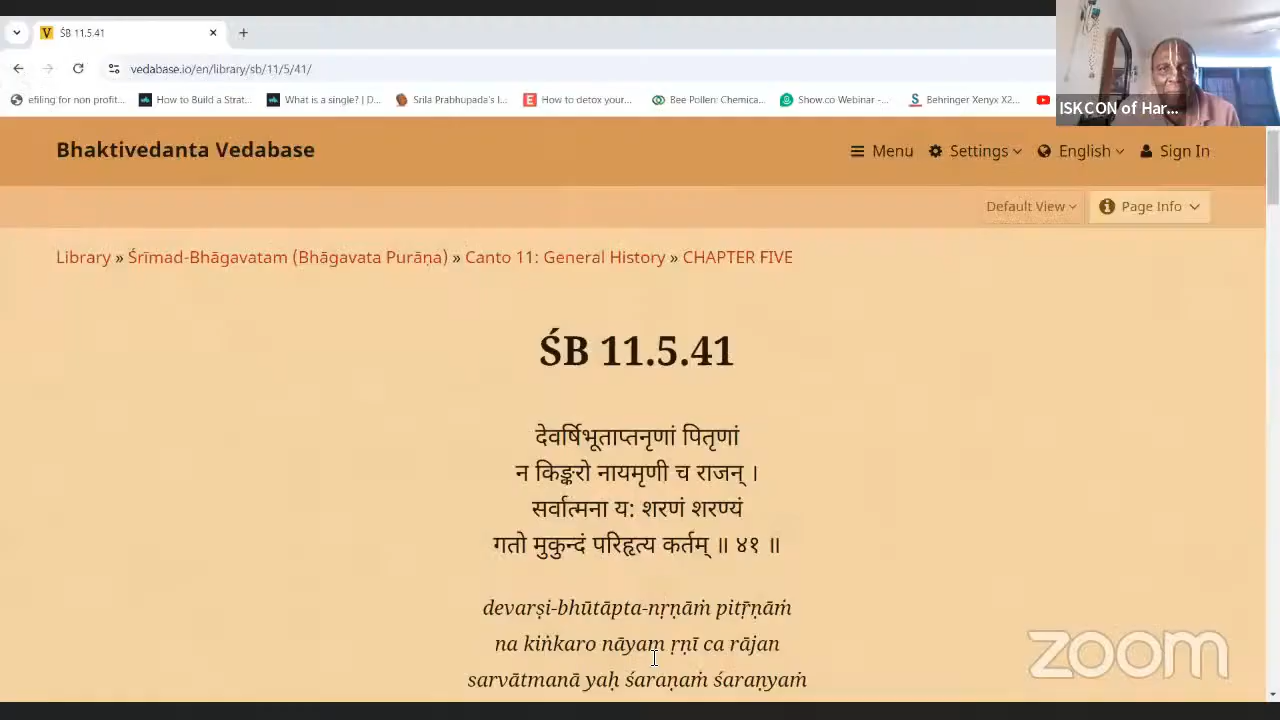 ŚB 11.5.41
vedabase.io/en/library/sb/11/5/41/
efiling for non profit...
How to Build a Strat...
What is a single? | D...
Srila Prabhupada's l...
How to detox your...
Bee Pollen: Chemica...
Show.co Webinar -...
Behringer Xenyx X2...
ISKCON of Har...
Bhaktivedanta Vedabase
Menu
Settings
English
Sign In
Default View
Page Info
Library » Śrīmad-Bhāgavatam (Bhāgavata Purāṇa) » Canto 11: General History » CHAPTER FIVE
ŚB 11.5.41
देवर्षिभूताप्तनृणां पितृणां
न किङ्करो नायमृणी च राजन् ।
सर्वात्मना य: शरणं शरण्यं
गतो मुकुन्दं परिहृत्य कर्तम् ॥ ४१ ॥
devarṣi-bhūtāpta-nṛṇāṁ pitṝṇāṁ
na kiṅkaro nāyam ṛṇī ca rājan
sarvātmanā yaḥ śaraṇaṁ śaraṇyaṁ
zoom